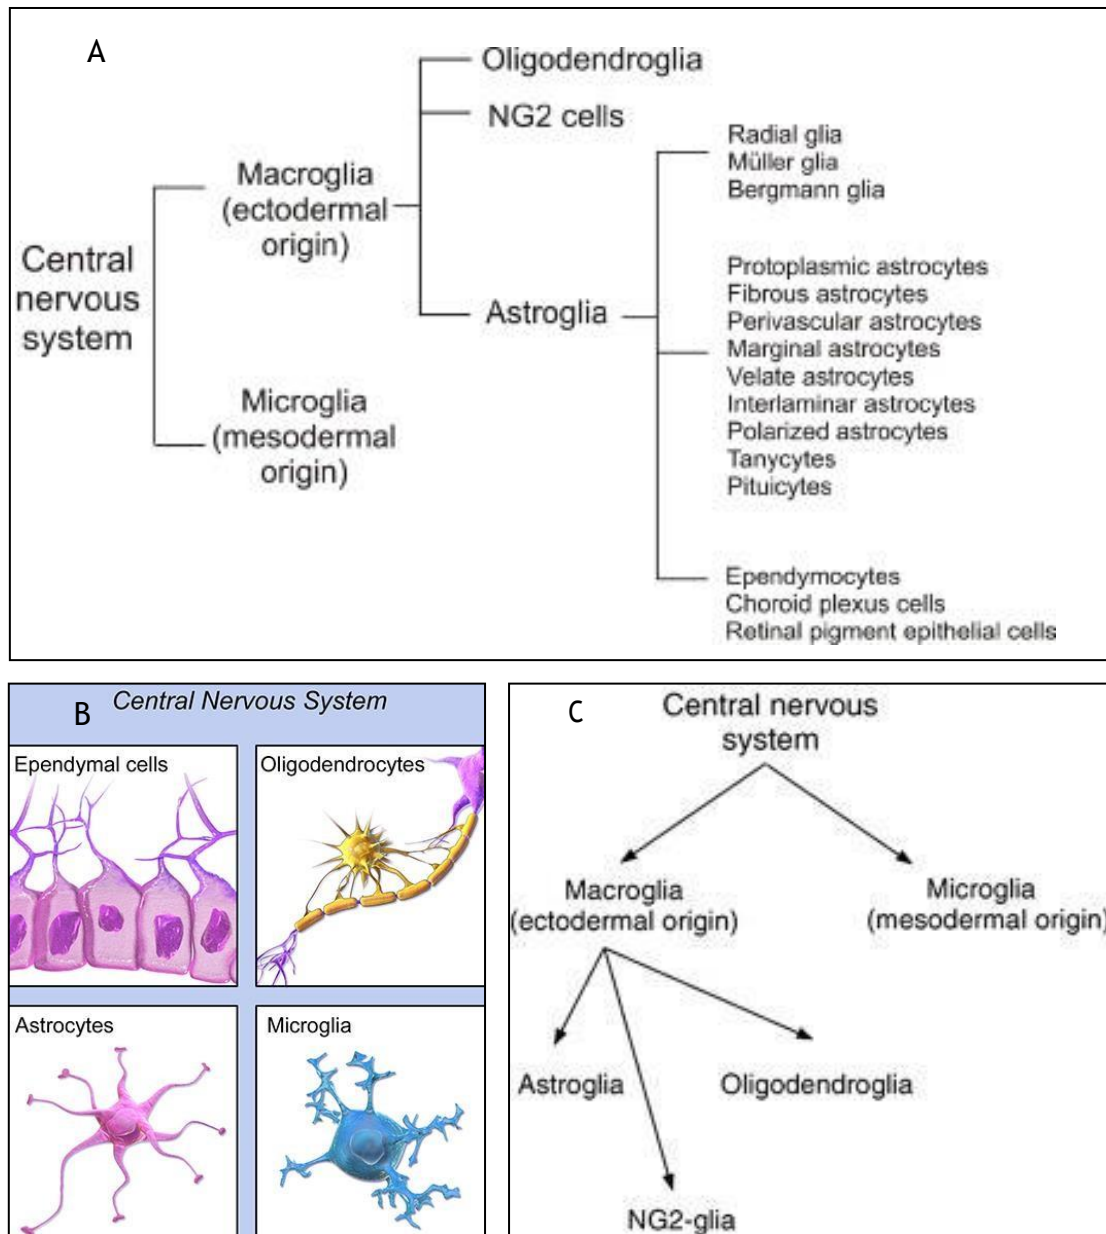 A
Oligodendroglia
NG2 cells
Macroglia
(ectodermal
origin)
Central
nervous
system
Astroglia
Microglia
(mesodermal
origin)
Radial glia
Müller glia
Bergmann glia
Protoplasmic astrocytes
Fibrous astrocytes
Perivascular astrocytes
Marginal astrocytes
Velate astrocytes
Interlaminar astrocytes
Polarized astrocytes
Tanycytes
Pituicytes
Ependymocytes
Choroid plexus cells
Retinal pigment epithelial cells
B
Central Nervous System
Ependymal cells
Oligodendrocytes
Astrocytes
Microglia
C
Central nervous
system
Macroglia
(ectodermal origin)
Microglia
(mesodermal origin)
Astroglia
Oligodendroglia
NG2-glia